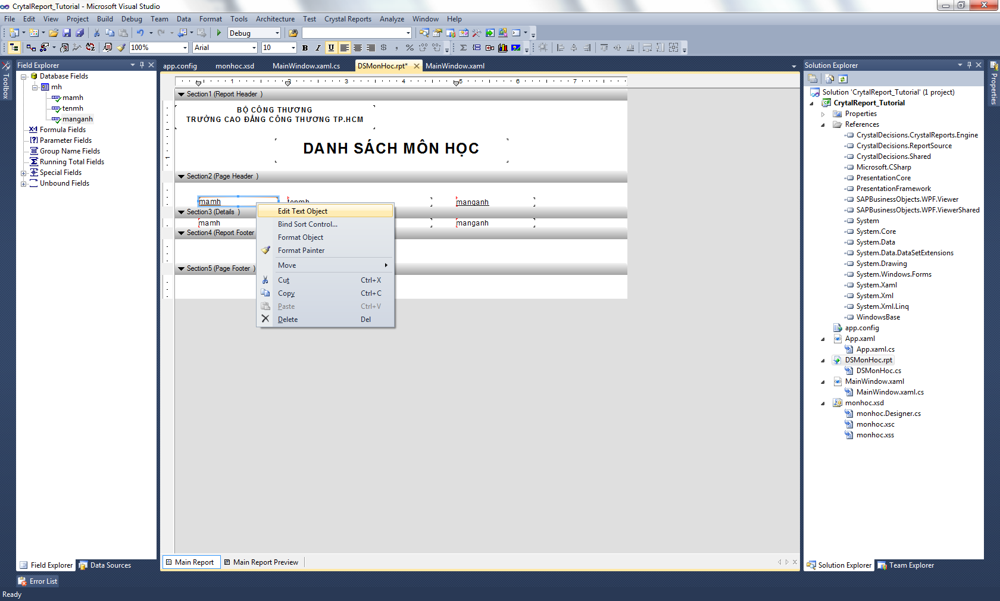 CrytalReport_Tutorial - Microsoft Visual Studio
File Edit View Project Build Debug Team Data Format Tools Architecture Test Crystal Reports Analyze Window Help
Debug
100% Arial 10 B I U
Toolbox
Field Explorer
Database Fields
mh
mamh
tenmh
manganh
Formula Fields
Parameter Fields
Group Name Fields
Running Total Fields
Special Fields
Unbound Fields
Field Explorer Data Sources
app.config monhoc.xsd MainWindow.xaml.cs DSMonHoc.rpt* MainWindow.xaml
1 2 3 4 5 6 7
Section1 (Report Header )
BỘ CÔNG THƯƠNG
TRƯỜNG CAO ĐẲNG CÔNG THƯƠNG TP.HCM
DANH SÁCH MÔN HỌC
1
Section2 (Page Header )
mamh tenmh manganh
Section3 (Details )
mamh manganh
Section4 (Report Footer
Section5 (Page Footer )
Edit Text Object
Bind Sort Control...
Format Object
Format Painter
Move
Cut Ctrl+X
Copy Ctrl+C
Paste Ctrl+V
Delete Del
Main Report Main Report Preview
Solution Explorer
Solution 'CrytalReport_Tutorial' (1 project)
CrytalReport_Tutorial
Properties
References
CrystalDecisions.CrystalReports.Engine
CrystalDecisions.ReportSource
CrystalDecisions.Shared
Microsoft.CSharp
PresentationCore
PresentationFramework
SAPBusinessObjects.WPF.Viewer
SAPBusinessObjects.WPF.ViewerShared
System
System.Core
System.Data
System.Data.DataSetExtensions
System.Drawing
System.Windows.Forms
System.Xaml
System.Xml
System.Xml.Linq
WindowsBase
app.config
App.xaml
App.xaml.cs
DSMonHoc.rpt
DSMonHoc.cs
MainWindow.xaml
MainWindow.xaml.cs
monhoc.xsd
monhoc.Designer.cs
monhoc.xsc
monhoc.xss
Solution Explorer Team Explorer
Properties
Error List
Ready